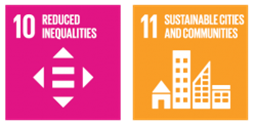 10 REDUCED
INEQUALITIES
11 SUSTAINABLE CITIES
AND COMMUNITIES